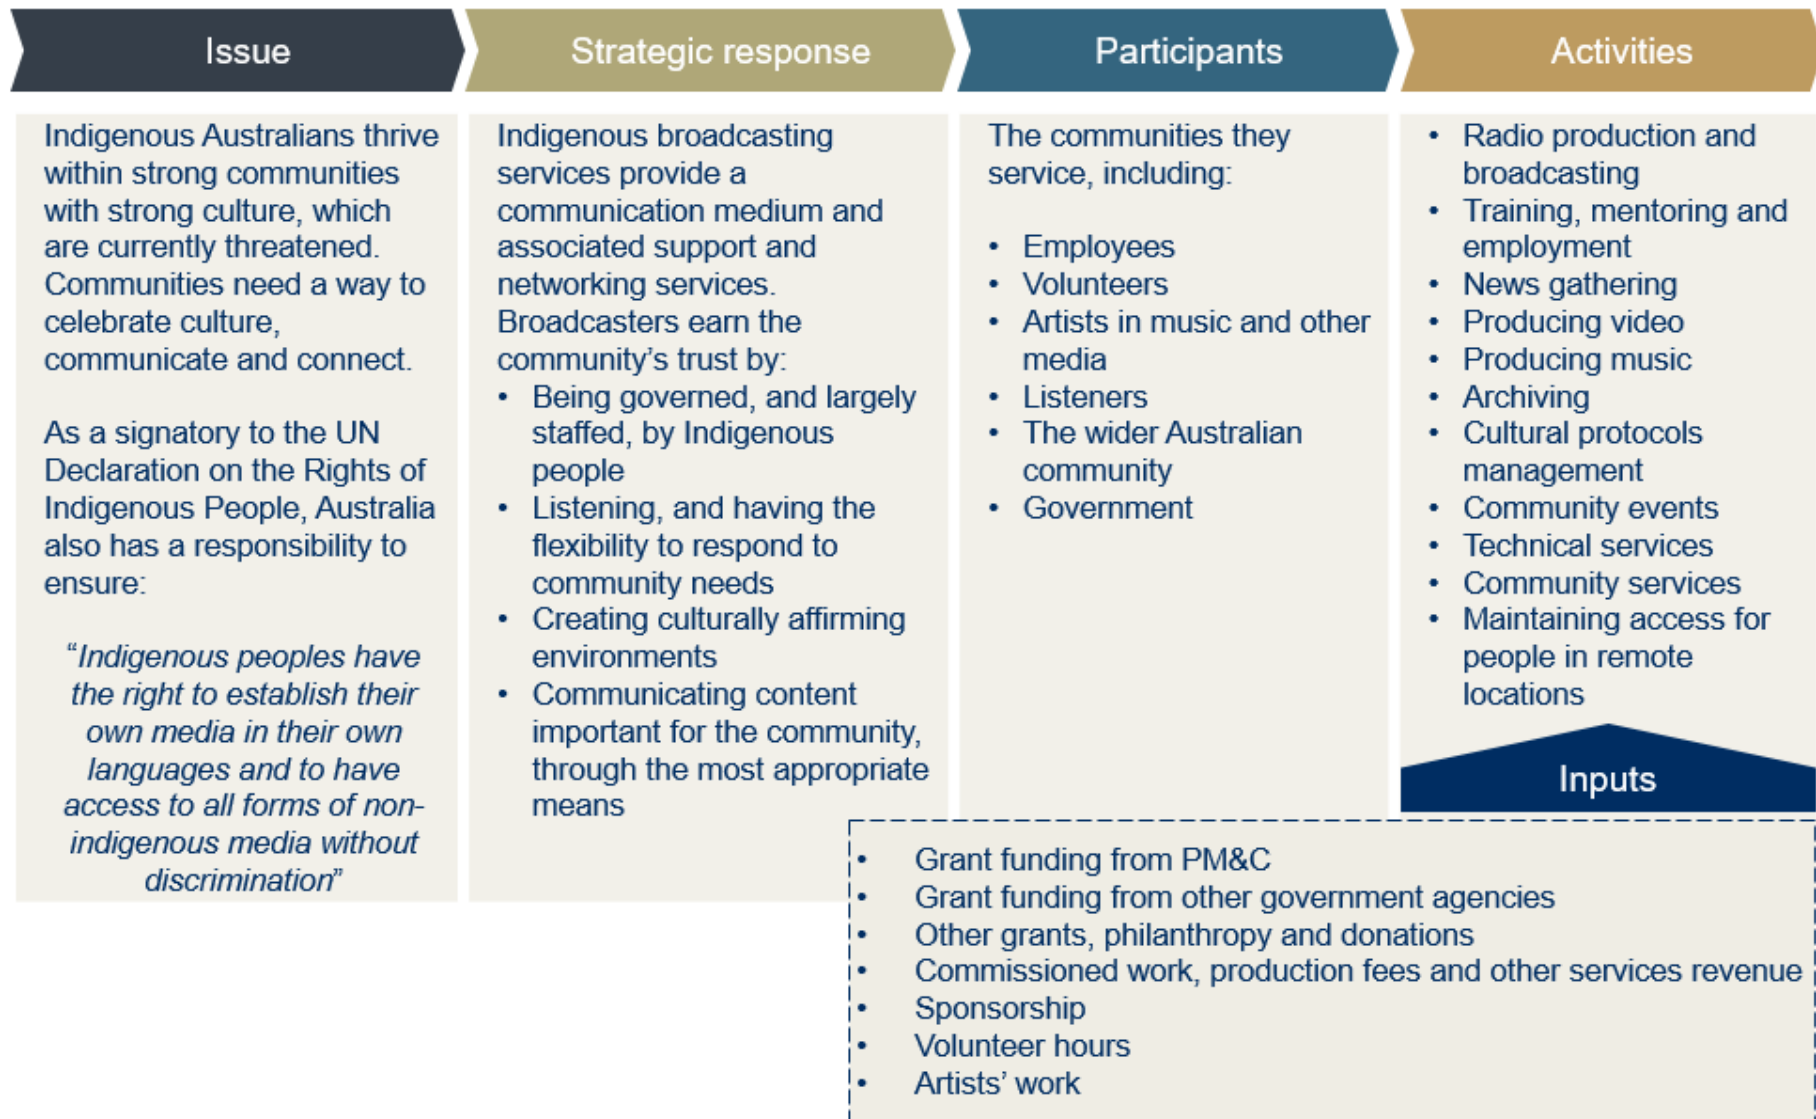 Issue
Strategic response
Participants
Activities
Indigenous Australians thrive
within strong communities
with strong culture, which
are currently threatened.
Communities need a way to
celebrate culture,
communicate and connect.
As a signatory to the UN
Declaration on the Rights of
Indigenous People, Australia
also has a responsibility to
ensure:
“Indigenous peoples have
the right to establish their
own media in their own
languages and to have
access to all forms of non-
indigenous media without
discrimination”
Indigenous broadcasting
services provide a
communication medium and
associated support and
networking services.
Broadcasters earn the
community’s trust by:
• Being governed, and largely
staffed, by Indigenous
people
• Listening, and having the
flexibility to respond to
community needs
• Creating culturally affirming
environments
• Communicating content
important for the community,
through the most appropriate
means
The communities they
service, including:
• Employees
• Volunteers
• Artists in music and other
media
• Listeners
• The wider Australian
community
• Government
• Radio production and
broadcasting
• Training, mentoring and
employment
• News gathering
• Producing video
• Producing music
• Archiving
• Cultural protocols
management
• Community events
• Technical services
• Community services
• Maintaining access for
people in remote
locations
Inputs
• Grant funding from PM&C
• Grant funding from other government agencies
• Other grants, philanthropy and donations
• Commissioned work, production fees and other services revenue
• Sponsorship
• Volunteer hours
• Artists’ work